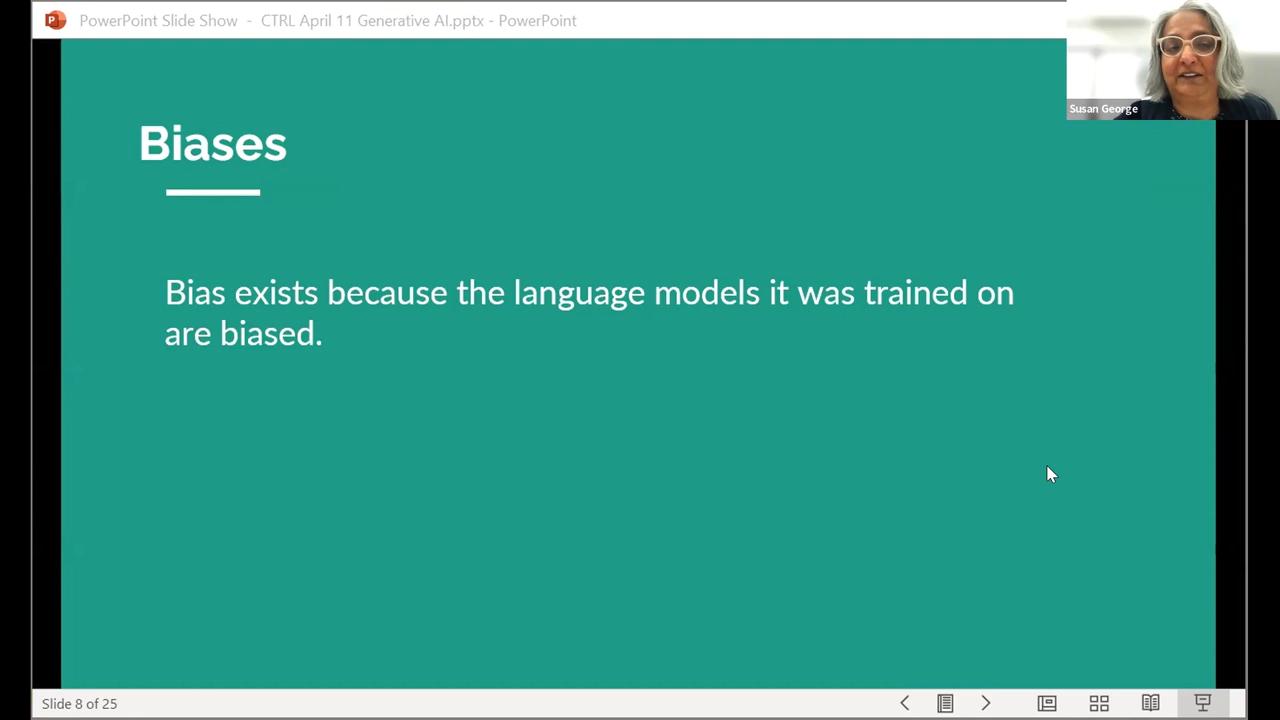 PowerPoint Slide Show - CTRL April 11 Generative AI.pptx - PowerPoint
Susan George
Biases
Bias exists because the language models it was trained on
are biased.
Slide 8 of 25